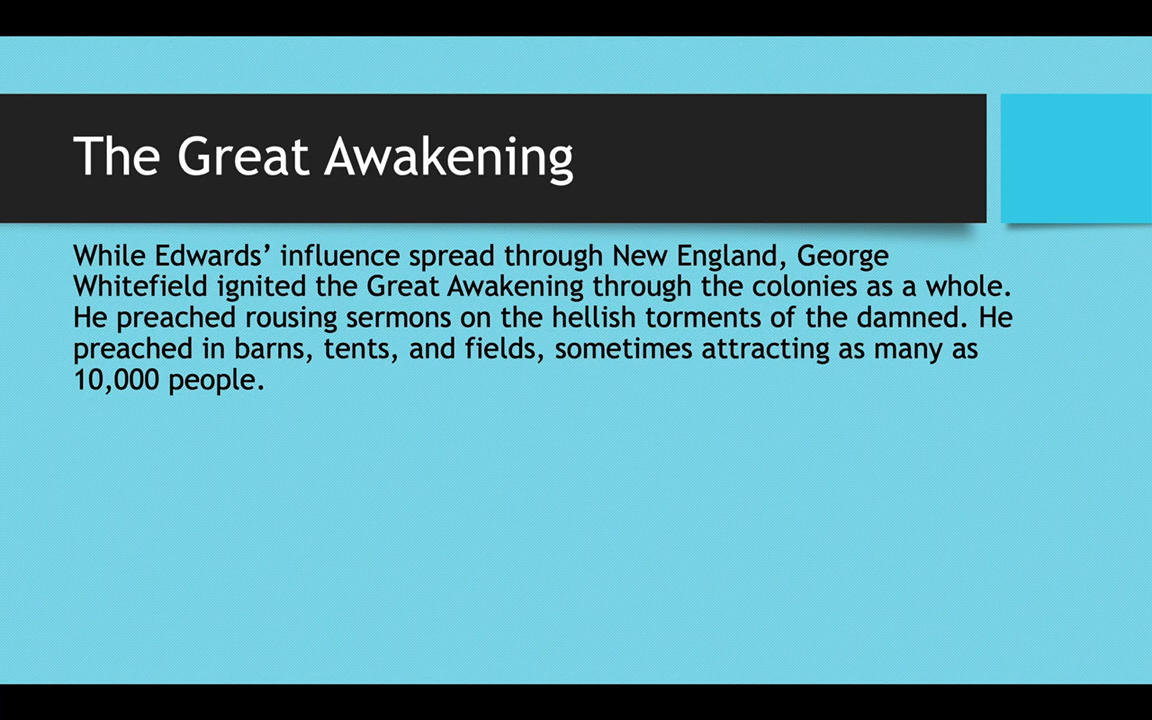 The Great Awakening
While Edwards’ influence spread through New England, George
Whitefield ignited the Great Awakening through the colonies as a whole.
He preached rousing sermons on the hellish torments of the damned. He
preached in barns, tents, and fields, sometimes attracting as many as
10,000 people.